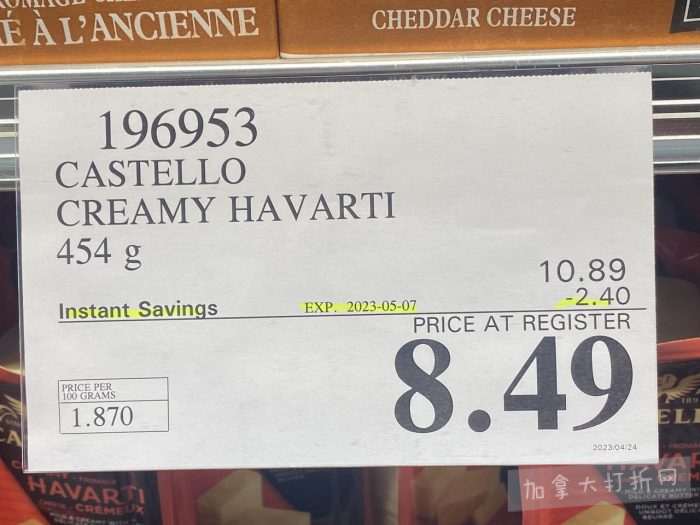 É À L'ANCIENNE
CHEDDAR CHEESE
196953
CASTELLO
CREAMY HAVARTI
454 g
10.89
Instant Savings EXP. 2023-05-07 -2.40
PRICE AT REGISTER
8.49
PRICE PER
100 GRAMS
1.870
2023/04/24
HAVARTI
CRÉMEUX
加拿大打折网